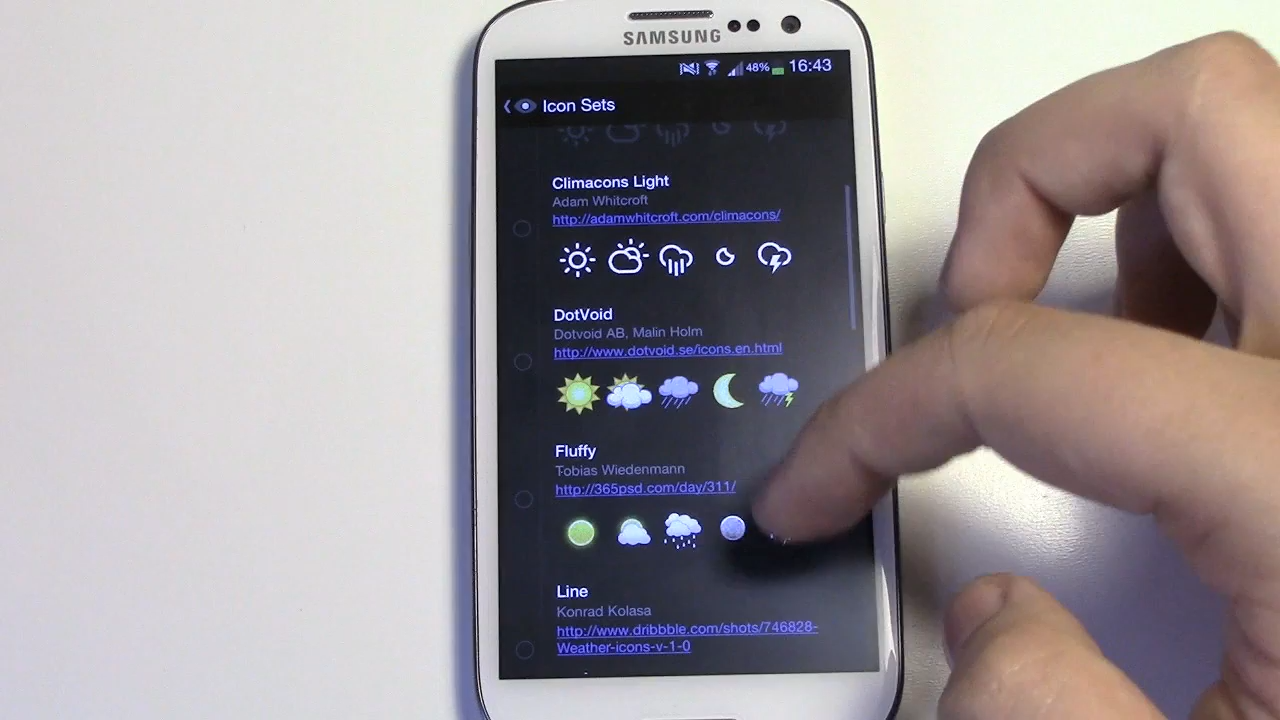 SAMSUNG
48% 16:43
Icon Sets
Climacons Light
Adam Whitcroft
http://adamwhitcroft.com/climacons/
DotVoid
Dotvoid AB, Malin Holm
http://www.dotvoid.se/icons.en.html
Fluffy
Tobias Wiedenmann
http://365psd.com/day/311/
Line
Konrad Kolasa
http://www.dribbble.com/shots/746828-
Weather-icons-v-1-0